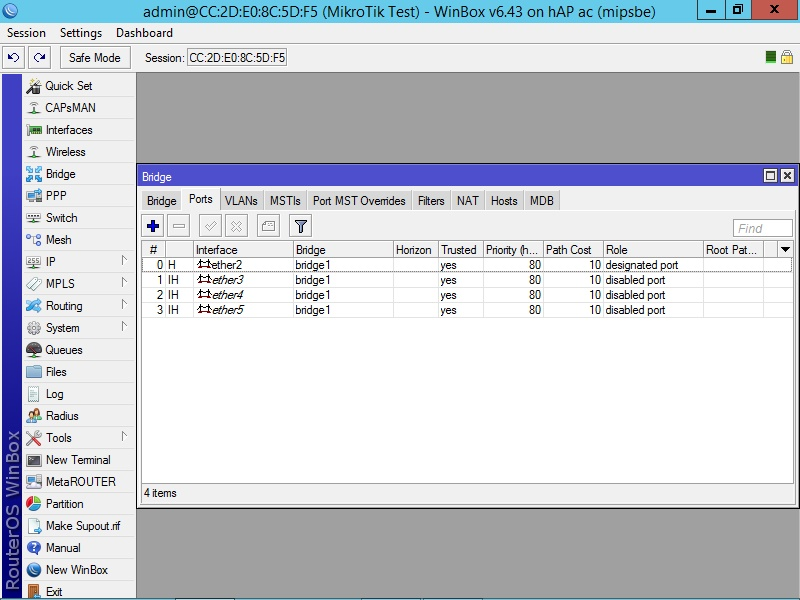 admin@CC:2D:E0:8C:5D:F5 (MikroTik Test) - WinBox v6.43 on hAP ac (mipsbe)
Session Settings Dashboard
Safe Mode Session: CC:2D:E0:8C:5D:F5
Quick Set
CAPsMAN
Interfaces
Wireless
Bridge
PPP
Switch
Mesh
IP
MPLS
Routing
System
Queues
Files
Log
Radius
Tools
New Terminal
MetaROUTER
Partition
Make Supout.rif
Manual
New WinBox
Exit
RouterOS WinBox
Bridge
Bridge Ports VLANs MSTIs Port MST Overrides Filters NAT Hosts MDB
Find
# Interface Bridge Horizon Trusted Priority (h... Path Cost Role Root Pat...
0 H ether2 bridge1 yes 80 10 designated port
1 IH ether3 bridge1 yes 80 10 disabled port
2 IH ether4 bridge1 yes 80 10 disabled port
3 IH ether5 bridge1 yes 80 10 disabled port
4 items